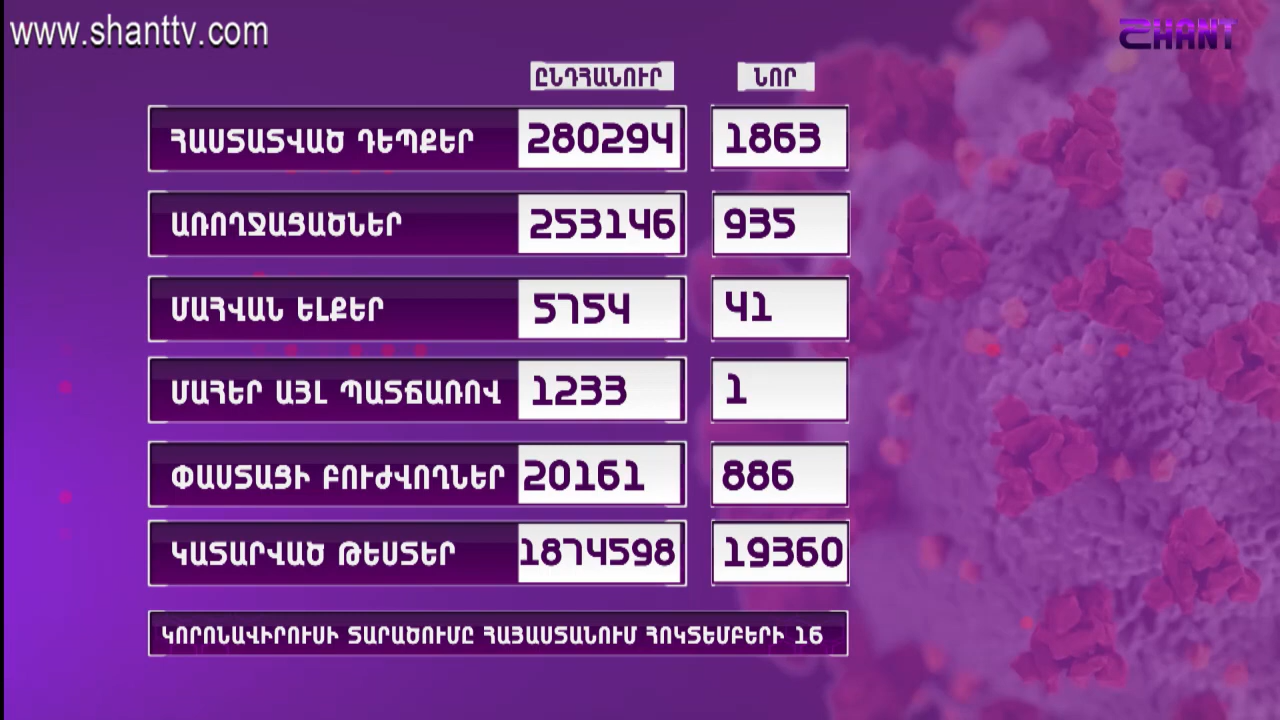 www.shanttv.com
SHANT
ԸՆԴՀԱՆՈՒՐ ՆՈՐ
ՀԱՍՏԱՏՎԱԾ ԴԵՊՔԵՐ 280294 1863
ԱՌՈՂՋԱՑԱԾՆԵՐ 253146 935
ՄԱՀՎԱՆ ԵԼՔԵՐ 5754 41
ՄԱՀԵՐ ԱՅԼ ՊԱՏՃԱՌՈՎ 1233 1
ՓԱՍՏԱՑԻ ԲՈՒԺՎՈՂՆԵՐ 20161 886
ԿԱՏԱՐՎԱԾ ԹԵՍՏԵՐ 1874598 19360
ԿՈՐՈՆԱՎԻՐՈՒՍԻ ՏԱՐԱԾՈՒՄԸ ՀԱՅԱՍՏԱՆՈՒՄ ՀՈԿՏԵՄԲԵՐԻ 16